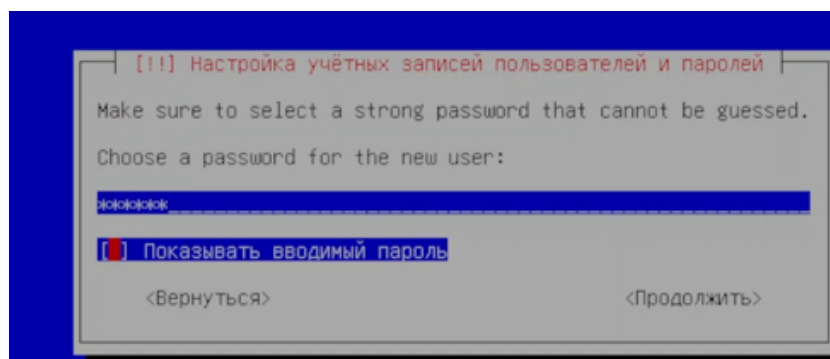 [!!] Настройка учётных записей пользователей и паролей
Make sure to select a strong password that cannot be guessed.
Choose a password for the new user:
******
[ ] Показывать вводимый пароль
<Вернуться> <Продолжить>